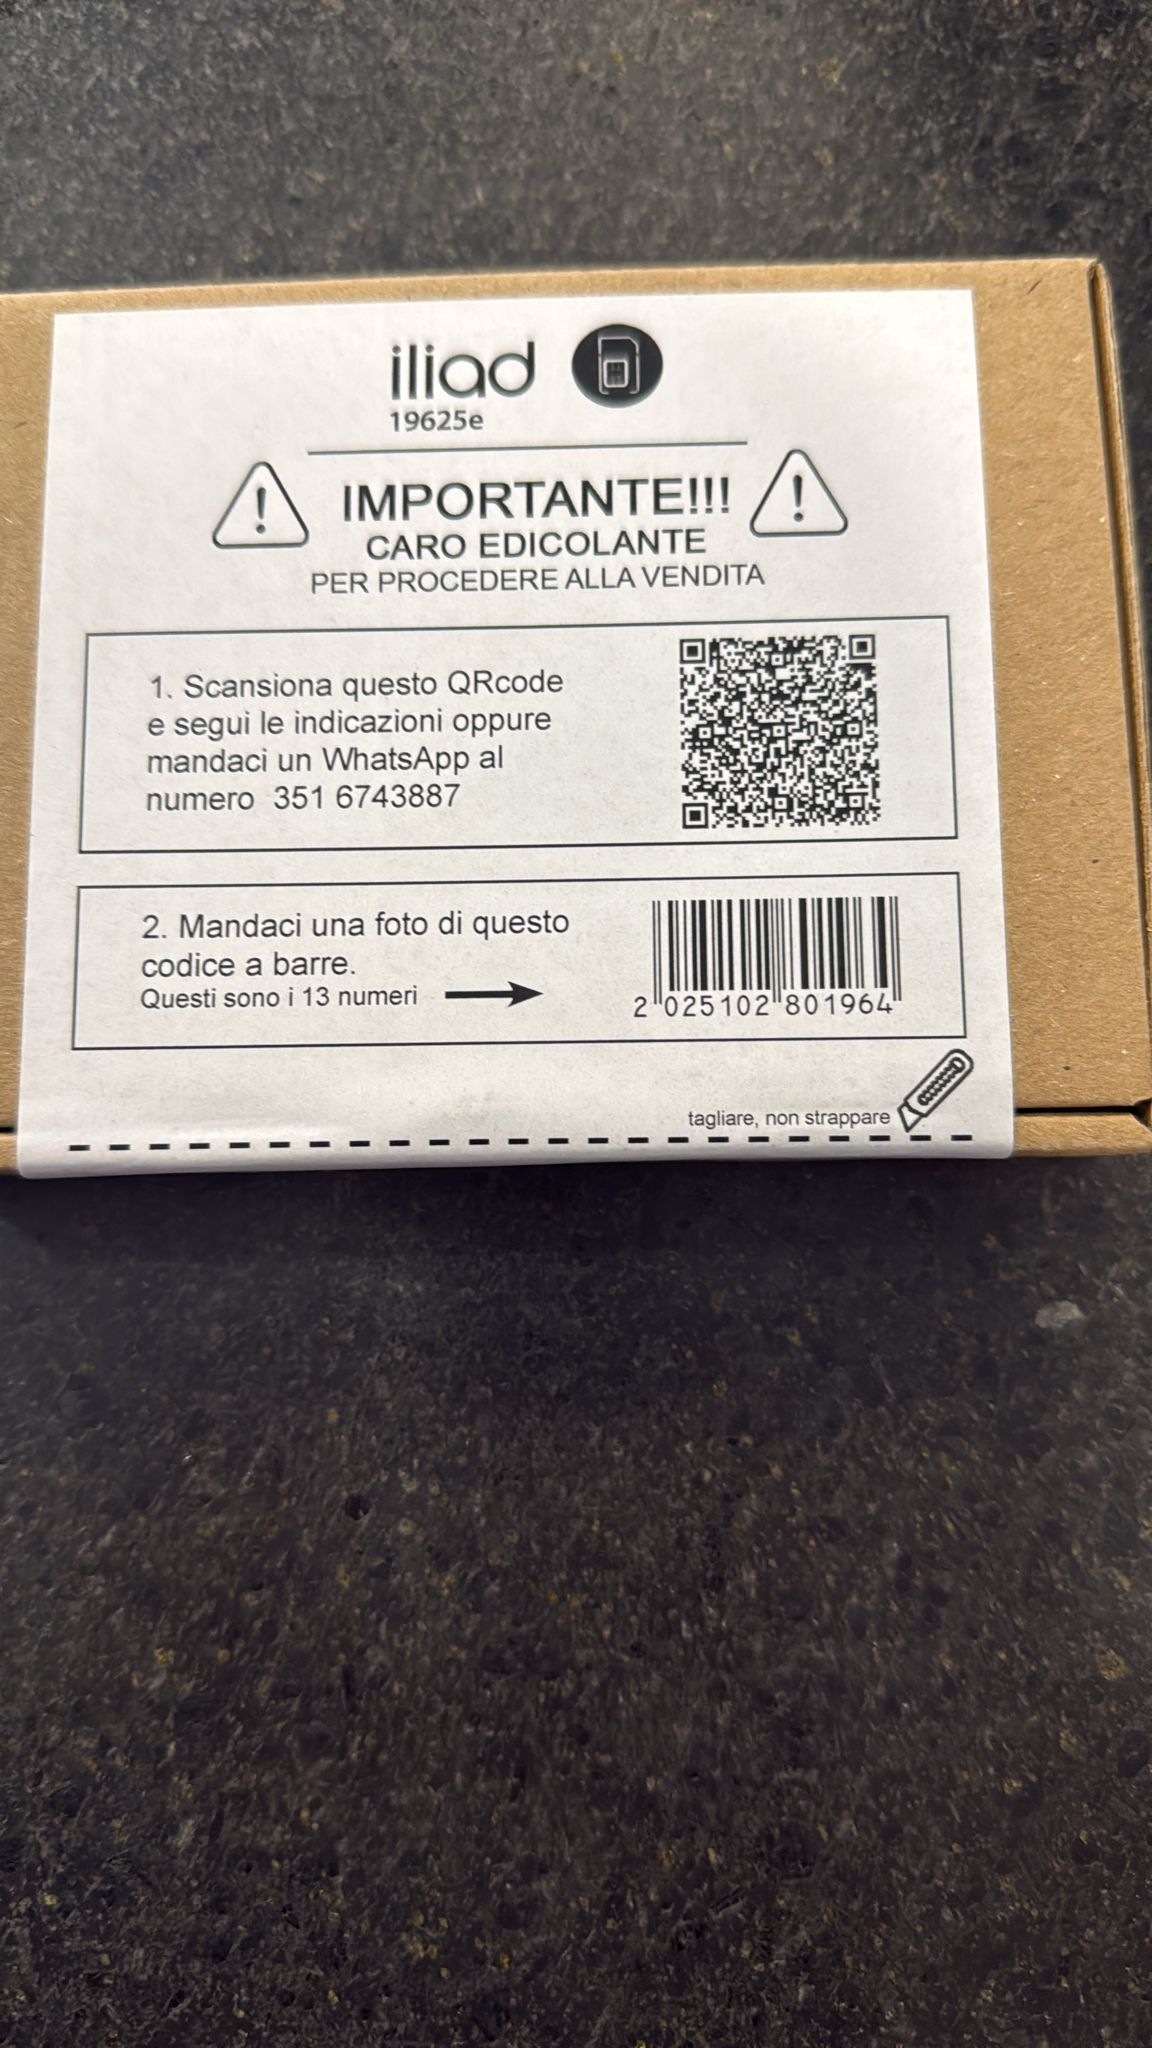 iliad
19625e
IMPORTANTE!!!
CARO EDICOLANTE
PER PROCEDERE ALLA VENDITA
1. Scansiona questo QRcode
e segui le indicazioni oppure
mandaci un WhatsApp al
numero 351 6743887
2. Mandaci una foto di questo
codice a barre.
Questi sono i 13 numeri
2 025102 801964
tagliare, non strappare